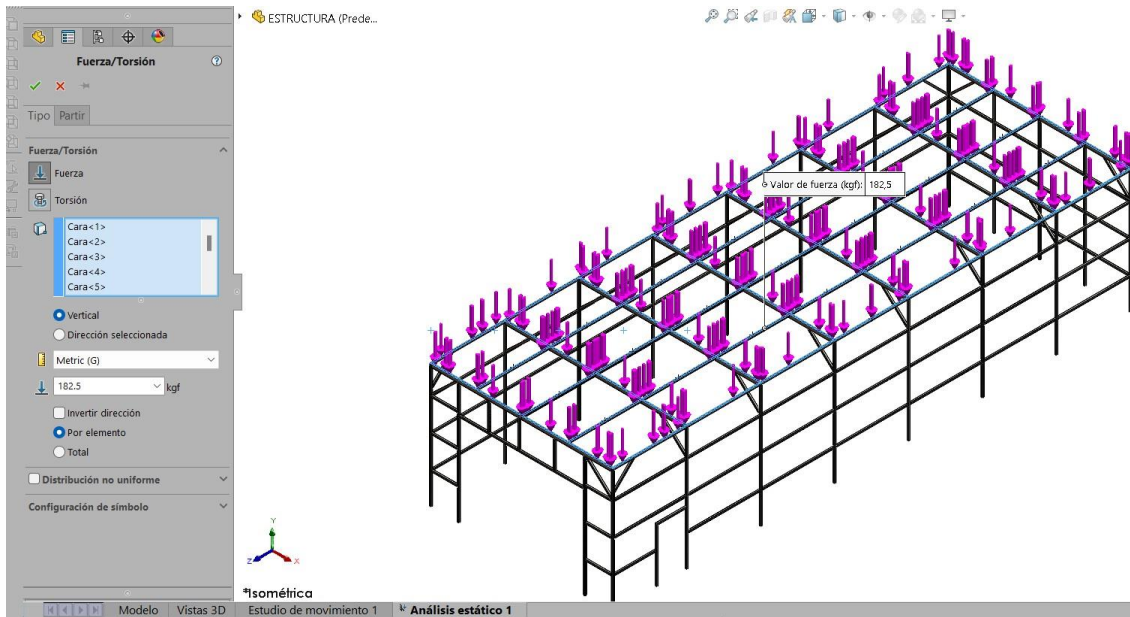 ESTRUCTURA (Prede...
Fuerza/Torsión
Tipo Partir
Fuerza/Torsión
Fuerza
Torsión
Cara<1>
Cara<2>
Cara<3>
Cara<4>
Cara<5>
Vertical
Dirección seleccionada
Metric (G)
182.5 kgf
Invertir dirección
Por elemento
Total
Distribución no uniforme
Configuración de símbolo
Valor de fuerza (kgf): 182,5
Y
Z X
*Isométrica
Modelo Vistas 3D Estudio de movimiento 1 Análisis estático 1